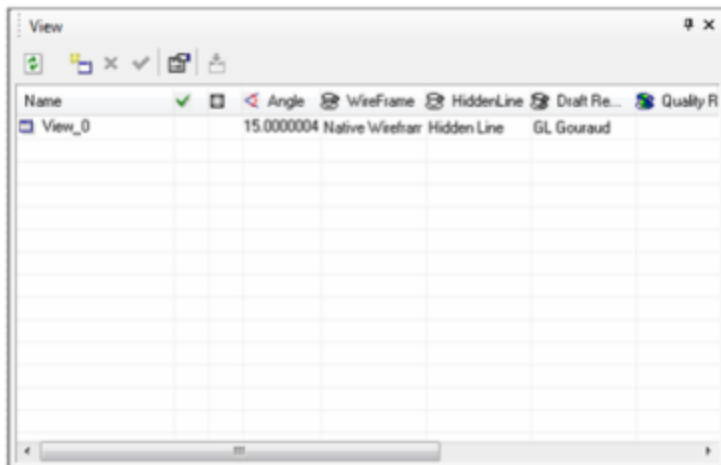 View
Name Angle WireFrame HiddenLine Draft Re... Quality R
View_0 15.0000004 Native Wirefram Hidden Line GL Gouraud